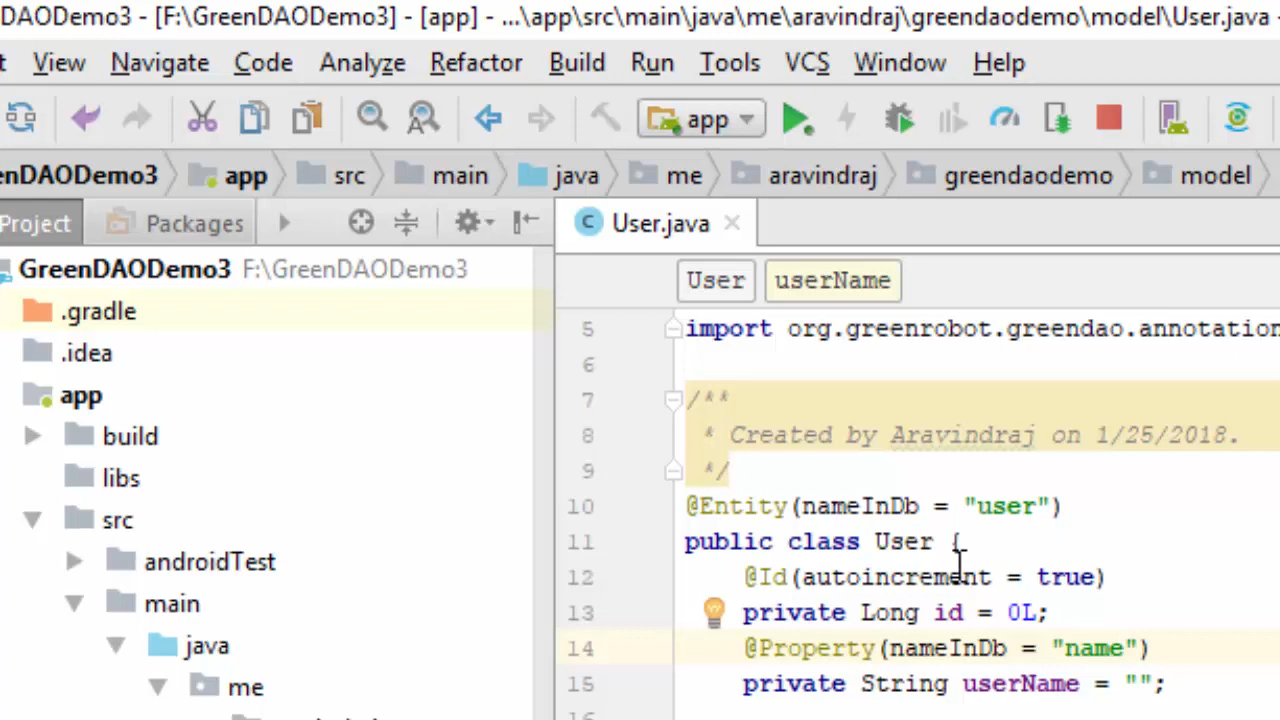 DAODemo3 - [F:\GreenDAODemo3] - [app] - ...\app\src\main\java\me\aravindraj\greendaodemo\model\User.java -
t View Navigate Code Analyze Refactor Build Run Tools VCS Window Help
app
enDAODemo3 app src main java me aravindraj greendaodemo model
Project Packages User.java
GreenDAODemo3 F:\GreenDAODemo3
User userName
.gradle
5 import org.greenrobot.greendao.annotation
.idea
6
app
7 /**
build
8 * Created by Aravindraj on 1/25/2018.
libs
9 */
src
10 @Entity(nameInDb = "user")
androidTest
11 public class User {
main
12 @Id(autoincrement = true)
java
13 private Long id = 0L;
me
14 @Property(nameInDb = "name")
15 private String userName = "";